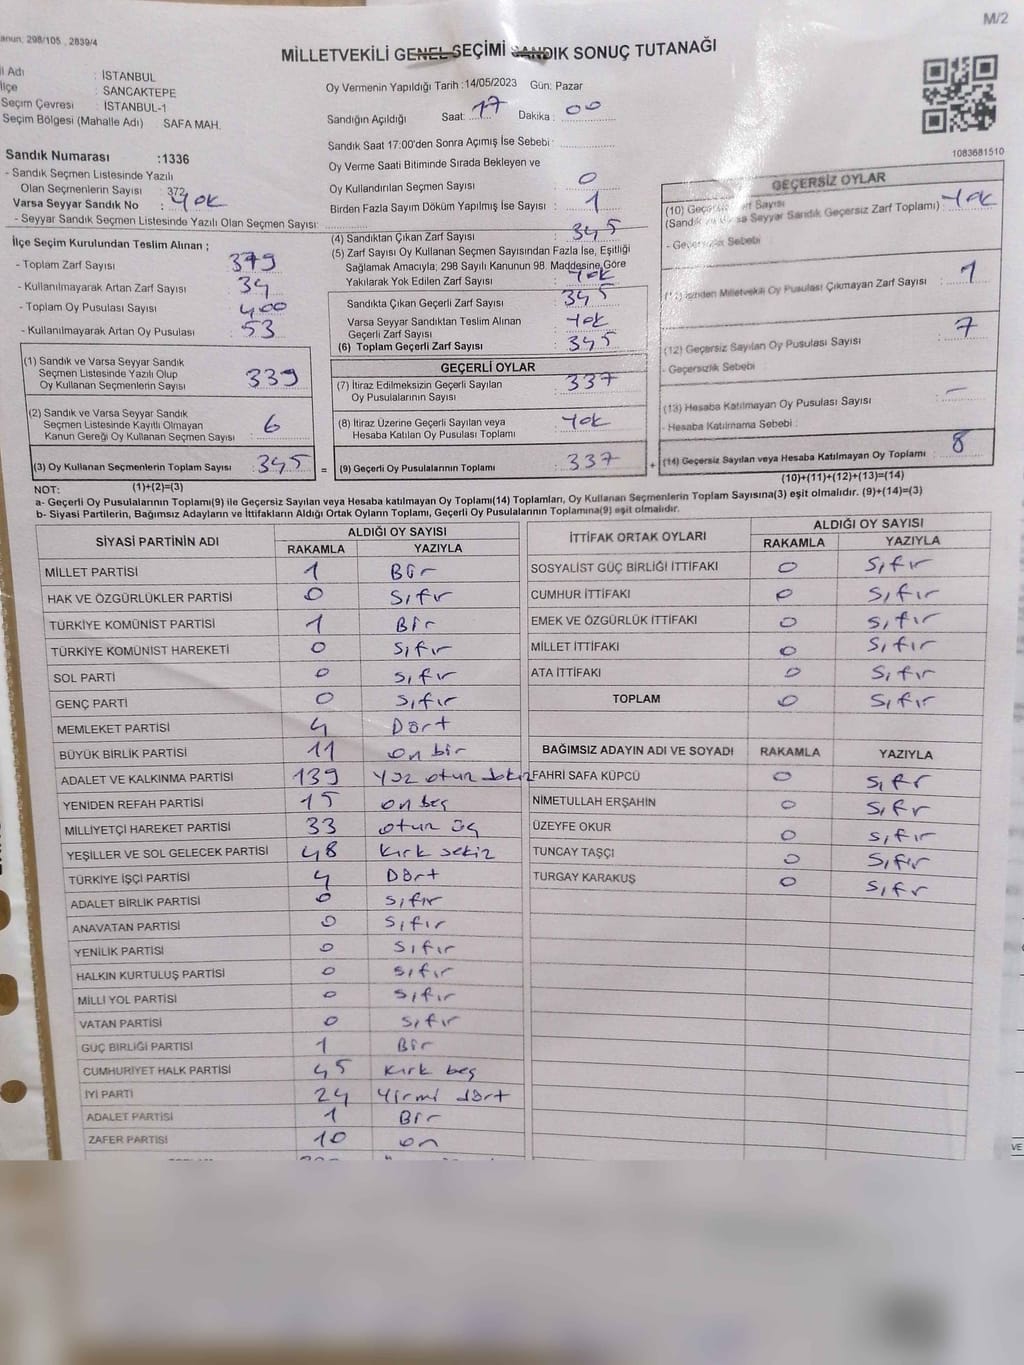 M/2
anun, 298/105 , 2839/4
MİLLETVEKİLİ GENEL SEÇİMİ SANDIK SONUÇ TUTANAĞI
İl Adı : İSTANBUL
İlçe : SANCAKTEPE
Seçim Çevresi : İSTANBUL-1
Seçim Bölgesi (Mahalle Adı) : SAFA MAH.
Sandık Numarası :1336
- Sandık Seçmen Listesinde Yazılı
Olan Seçmenlerin Sayısı : 372
Varsa Seyyar Sandık No : Yok
- Seyyar Sandık Seçmen Listesinde Yazılı Olan Seçmen Sayısı:
Oy Vermenin Yapıldığı Tarih :14/05/2023 Gün: Pazar
Sandığın Açıldığı Saat: 17 Dakika : 00
Sandık Saat 17:00'den Sonra Açımış İse Sebebi :
Oy Verme Saati Bitiminde Sırada Bekleyen ve
Oy Kullandırılan Seçmen Sayısı : 0
Birden Fazla Sayım Döküm Yapılmış İse Sayısı : 1
1083681510
İlçe Seçim Kurulundan Teslim Alınan ;
- Toplam Zarf Sayısı : 379
- Kullanılmayarak Artan Zarf Sayısı : 34
- Toplam Oy Pusulası Sayısı : 400
- Kullanılmayarak Artan Oy Pusulası : 53
(1) Sandık ve Varsa Seyyar Sandık
Seçmen Listesinde Yazılı Olup
Oy Kullanan Seçmenlerin Sayısı : 339
(2) Sandık ve Varsa Seyyar Sandık
Seçmen Listesinde Kayıtlı Olmayan
Kanun Gereği Oy Kullanan Seçmen Sayısı : 6
(3) Oy Kullanan Seçmenlerin Toplam Sayısı : 345 =
(1)+(2)=(3)
(4) Sandıktan Çıkan Zarf Sayısı : 345
(5) Zarf Sayısı Oy Kullanan Seçmen Sayısından Fazla İse, Eşitliği
Sağlamak Amacıyla; 298 Sayılı Kanunun 98. Maddesine Göre
Yakılarak Yok Edilen Zarf Sayısı : Yok
Sandıkta Çıkan Geçerli Zarf Sayısı : 345
Varsa Seyyar Sandıktan Teslim Alınan
Geçerli Zarf Sayısı : Yok
(6) Toplam Geçerli Zarf Sayısı : 345
GEÇERLİ OYLAR
(7) İtiraz Edilmeksizin Geçerli Sayılan
Oy Pusulalarının Sayısı : 337
(8) İtiraz Üzerine Geçerli Sayılan veya
Hesaba Katılan Oy Pusulası Toplamı : Yok
(9) Geçerli Oy Pusulalarının Toplamı : 337 +
GEÇERSİZ OYLAR
(10) Zarf Sayısı
Seyyar Sandık Geçersiz Zarf Toplamı) : Yok
- Geçersizlik Sebebi
Milletvekili Oy Pusulası Çıkmayan Zarf Sayısı : 1
(12) Geçersiz Sayılan Oy Pusulası Sayısı : 7
- Geçersizlik Sebebi :
(13) Hesaba Katılmayan Oy Pusulası Sayısı : -
- Hesaba Katılmama Sebebi :
(14) Geçersiz Sayılan veya Hesaba Katılmayan Oy Toplamı : 8
(10)+(11)+(12)+(13)=(14)
NOT:
a- Geçerli Oy Pusulalarının Toplamı(9) ile Geçersiz Sayılan veya Hesaba katılmayan Oy Toplamı(14) Toplamları, Oy Kullanan Seçmenlerin Toplam Sayısına(3) eşit olmalıdır. (9)+(14)=(3)
b- Siyasi Partilerin, Bağımsız Adayların ve İttifakların Aldığı Ortak Oyların Toplamı, Geçerli Oy Pusulalarının Toplamına(9) eşit olmalıdır.
SİYASİ PARTİNİN ADI ALDIĞI OY SAYISI
RAKAMLA YAZIYLA
MİLLET PARTİSİ 1 Bir
HAK VE ÖZGÜRLÜKLER PARTİSİ 0 Sıfır
TÜRKİYE KOMÜNİST PARTİSİ 1 Bir
TÜRKİYE KOMÜNİST HAREKETİ 0 Sıfır
SOL PARTİ 0 Sıfır
GENÇ PARTİ 0 Sıfır
MEMLEKET PARTİSİ 4 Dört
BÜYÜK BİRLİK PARTİSİ 11 on bir
ADALET VE KALKINMA PARTİSİ 139 Yüz otuz dokuz
YENİDEN REFAH PARTİSİ 15 on beş
MİLLİYETÇİ HAREKET PARTİSİ 33 otuz üç
YEŞİLLER VE SOL GELECEK PARTİSİ 48 kırk sekiz
TÜRKİYE İŞÇİ PARTİSİ 4 Dört
ADALET BİRLİK PARTİSİ 0 Sıfır
ANAVATAN PARTİSİ 0 Sıfır
YENİLİK PARTİSİ 0 Sıfır
HALKIN KURTULUŞ PARTİSİ 0 Sıfır
MİLLİ YOL PARTİSİ 0 Sıfır
VATAN PARTİSİ 0 Sıfır
GÜÇ BİRLİĞİ PARTİSİ 1 Bir
CUMHURİYET HALK PARTİSİ 45 kırk beş
İYİ PARTİ 24 Yirmi dört
ADALET PARTİSİ 1 Bir
ZAFER PARTİSİ 10 on
İTTİFAK ORTAK OYLARI ALDIĞI OY SAYISI
RAKAMLA YAZIYLA
SOSYALİST GÜÇ BİRLİĞİ İTTİFAKI 0 Sıfır
CUMHUR İTTİFAKI 0 Sıfır
EMEK VE ÖZGÜRLÜK İTTİFAKI 0 Sıfır
MİLLET İTTİFAKI 0 Sıfır
ATA İTTİFAKI 0 Sıfır
TOPLAM 0 Sıfır
BAĞIMSIZ ADAYIN ADI VE SOYADI RAKAMLA YAZIYLA
FAHRİ SAFA KÜPCÜ 0 Sıfr
NİMETULLAH ERŞAHİN 0 Sıfr
ÜZEYFE OKUR 0 Sıfır
TUNCAY TAŞÇI 0 Sıfır
TURGAY KARAKUŞ 0 Sıfr
VE